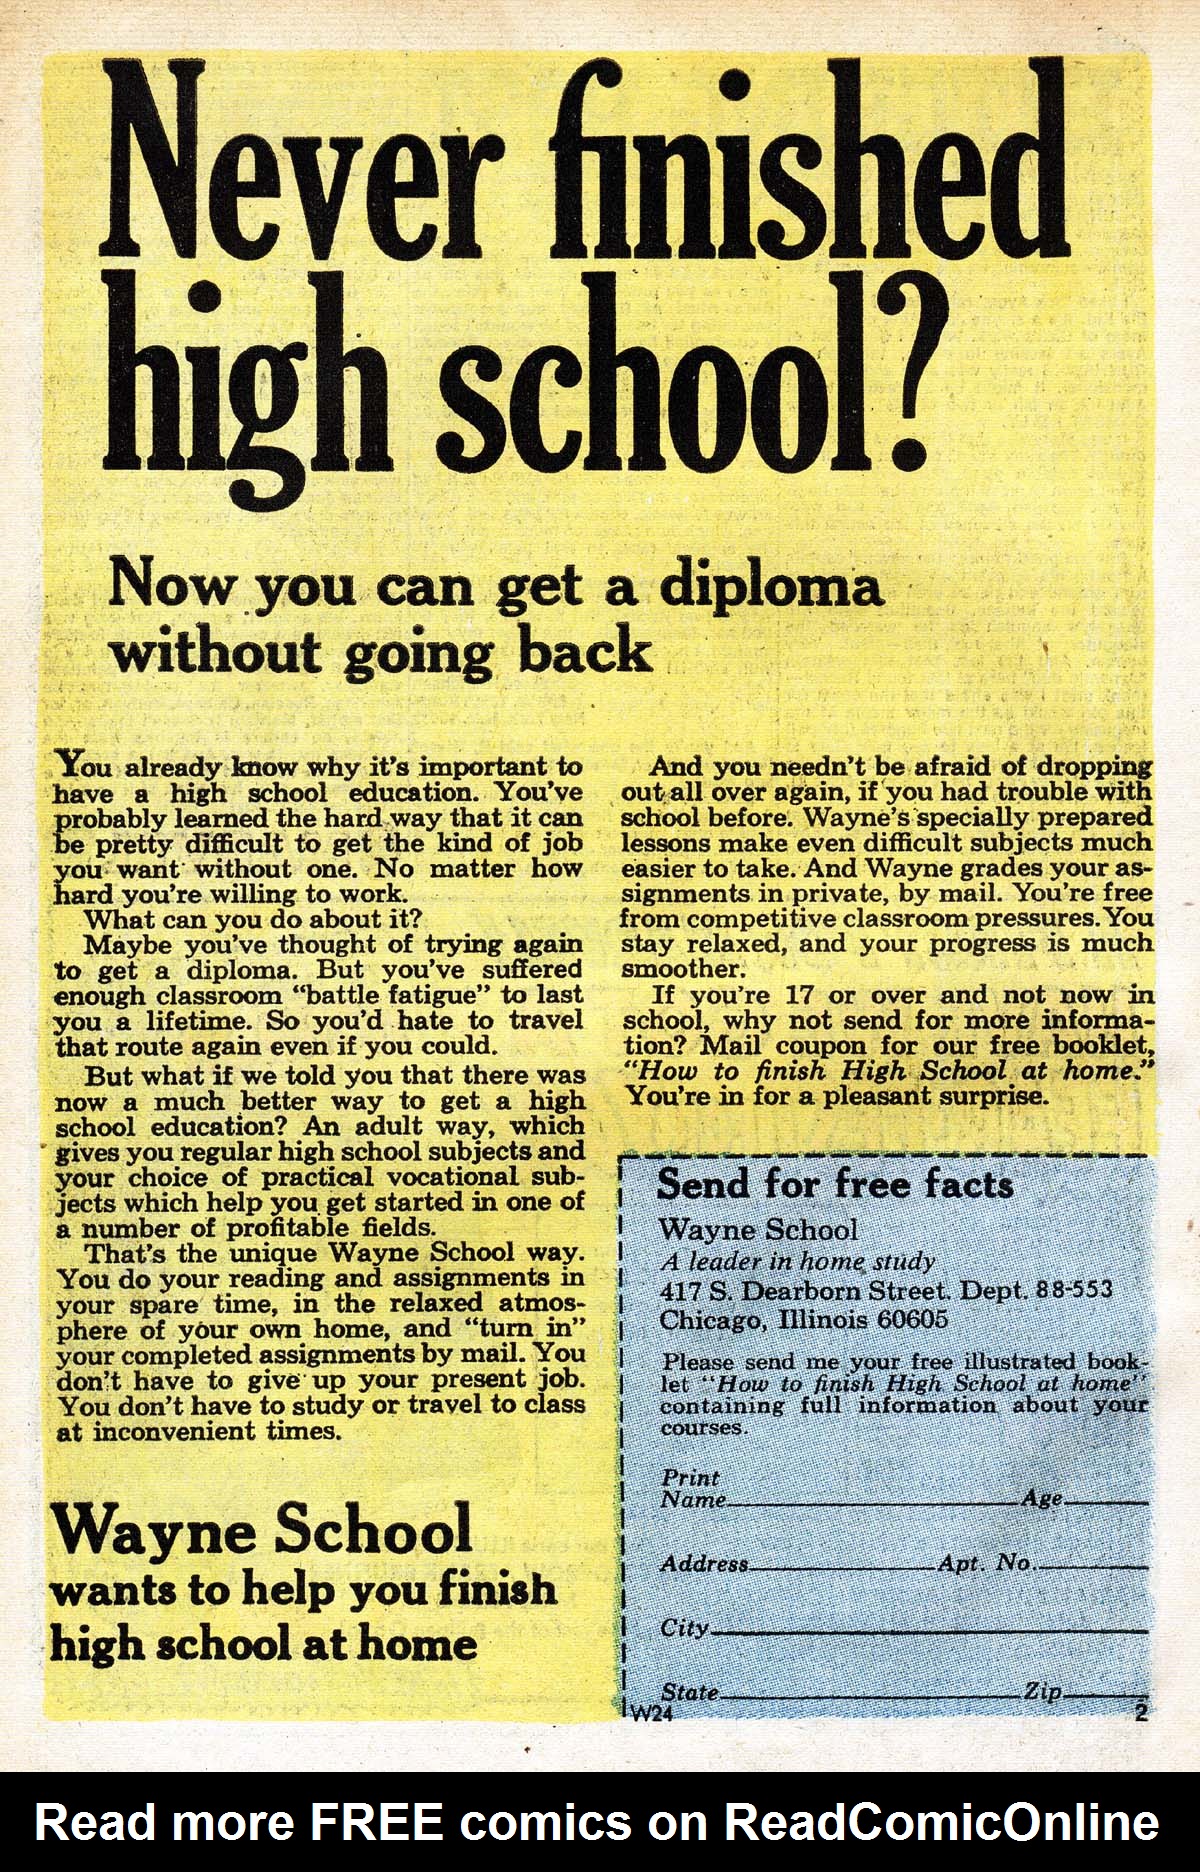 Never finished
high school?
Now you can get a diploma
without going back
You already know why it's important to
have a high school education. You've
probably learned the hard way that it can
be pretty difficult to get the kind of job
you want without one. No matter how
hard you're willing to work.
What can you do about it?
Maybe you've thought of trying again
to get a diploma. But you've suffered
enough classroom "battle fatigue" to last
you a lifetime. So you'd hate to travel
that route again even if you could.
But what if we told you that there was
now a much better way to get a high
school education? An adult way, which
gives you regular high school subjects and
your choice of practical vocational sub-
jects which help you get started in one of
a number of profitable fields.
That's the unique Wayne School way.
You do your reading and assignments in
your spare time, in the relaxed atmos-
phere of your own home, and "turn in"
your completed assignments by mail. You
don't have to give up your present job.
You don't have to study or travel to class
at inconvenient times.
Wayne School
wants to help you finish
high school at home
And you needn't be afraid of dropping
out all over again, if you had trouble with
school before. Wayne's specially prepared
lessons make even difficult subjects much
easier to take. And Wayne grades your as-
signments in private, by mail. You're free
from competitive classroom pressures. You
stay relaxed, and your progress is much
smoother.
If you're 17 or over and not now in
school, why not send for more informa-
tion? Mail coupon for our free booklet,
"How to finish High School at home."
You're in for a pleasant surprise.
Send for free facts
Wayne School
A leader in home study
417 S. Dearborn Street. Dept. 88-553
Chicago, Illinois 60605
Please send me your free illustrated book-
let "How to finish High School at home"
containing full information about your
courses.
Print
Name Age
Address Apt. No.
City
State Zip
W24 2
Read more FREE comics on ReadComicOnline